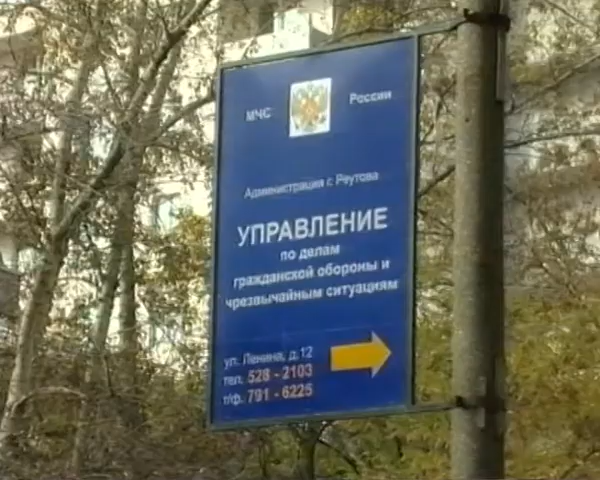 МЧС России
Администрация г. Реутова
УПРАВЛЕНИЕ
по делам
гражданской обороны и
чрезвычайным ситуациям
ул. Ленина, д.12
тел. 528 - 2103
т/ф. 791 - 6225